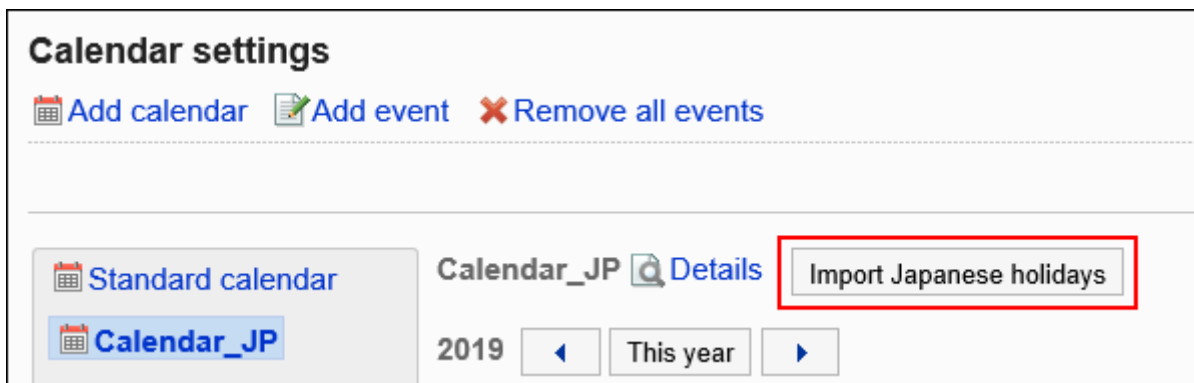 Calendar settings
Add calendar Add event Remove all events
Standard calendar
Calendar_JP
Calendar_JP Details Import Japanese holidays
2019 This year